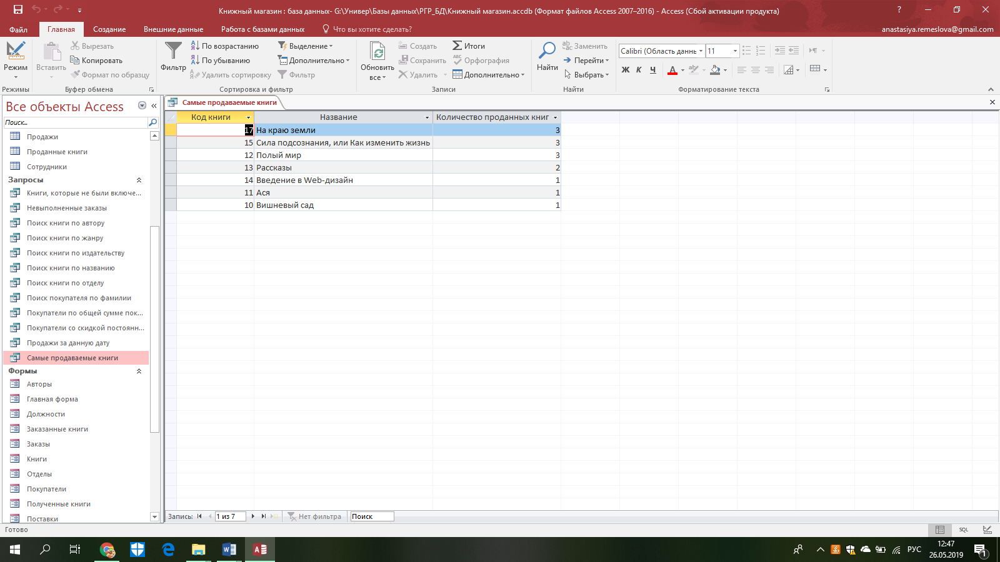 Книжный магазин : база данных- G:\Универ\Базы данных\РГР_БД\Книжный магазин.accdb (Формат файлов Access 2007–2016) - Access (Сбой активации продукта)
Файл Главная Создание Внешние данные Работа с базами данных Что вы хотите сделать? anastasiya.remeslova@gmail.com
Режим
Режимы
Вставить
Вырезать
Копировать
Формат по образцу
Буфер обмена
Фильтр
По возрастанию
По убыванию
Удалить сортировку
Выделение
Дополнительно
Фильтр
Сортировка и фильтр
Обновить
все
Создать
Сохранить
Удалить
Итоги
Орфография
Дополнительно
Записи
Найти
Заменить
Перейти
Выбрать
Найти
Calibri (Область даннь 11
Ж К Ч А
Форматирование текста
Все объекты Access
Поиск...
Продажи
Проданные книги
Сотрудники
Запросы
Книги, которые не были включе...
Невыполненные заказы
Поиск книги по автору
Поиск книги по жанру
Поиск книги по издательству
Поиск книги по названию
Поиск книги по отделу
Поиск покупателя по фамилии
Покупатели по общей сумме пок...
Покупатели со скидкой постоянн...
Продажи за данную дату
Самые продаваемые книги
Формы
Авторы
Главная форма
Должности
Заказанные книги
Заказы
Книги
Отделы
Покупатели
Полученные книги
Поставки
Самые продаваемые книги
Код книги Название Количество проданных книг
17 На краю земли 3
15 Сила подсознания, или Как изменить жизнь 3
12 Полый мир 3
13 Рассказы 2
14 Введение в Web-дизайн 1
11 Ася 1
10 Вишневый сад 1
Запись: 1 из 7 Нет фильтра Поиск
Готово SQL
РУС 12:47
26.05.2019
1